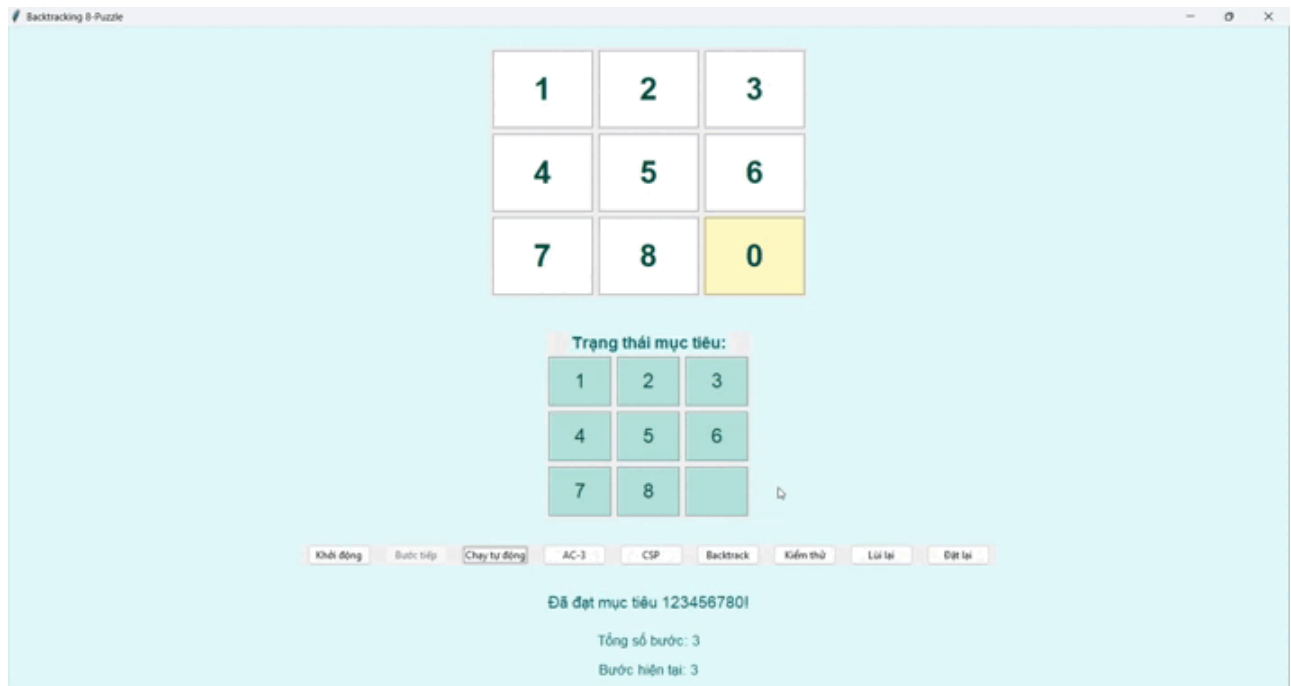 Backtracking 8-Puzzle
1 2 3
4 5 6
7 8 0
Trạng thái mục tiêu:
1 2 3
4 5 6
7 8
Khởi động Bước tiếp Chạy tự động AC-3 CSP Backtrack Kiểm thử Lùi lại Đặt lại
Đã đạt mục tiêu 123456780!
Tổng số bước: 3
Bước hiện tại: 3